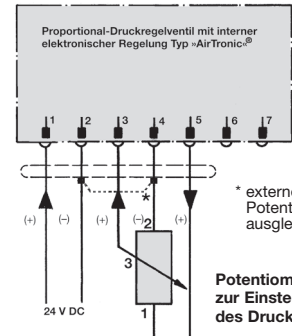 Proportional-Druckregelventil mit interner
elektronischer Regelung Typ »AirTronic«®
1 2 3 4 5 6 7
* extern
Potent
ausgle
*
(+) (–) (+) (–) (+)
2
3
1
Potentiom
zur Einste
des Druck
24 V DC